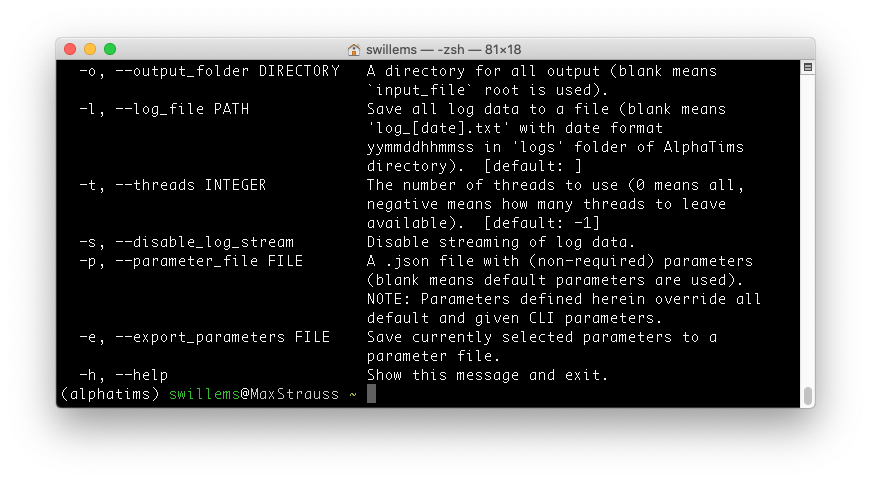 swillems — -zsh — 81×18
-o, --output_folder DIRECTORY   A directory for all output (blank means
                                `input_file` root is used).
-l, --log_file PATH             Save all log data to a file (blank means
                                'log_[date].txt' with date format
                                yymmddhhmmss in 'logs' folder of AlphaTims
                                directory).  [default: ]
-t, --threads INTEGER           The number of threads to use (0 means all,
                                negative means how many threads to leave
                                available).  [default: -1]
-s, --disable_log_stream        Disable streaming of log data.
-p, --parameter_file FILE       A .json file with (non-required) parameters
                                (blank means default parameters are used).
                                NOTE: Parameters defined herein override all
                                default and given CLI parameters.
-e, --export_parameters FILE    Save currently selected parameters to a
                                parameter file.
-h, --help                      Show this message and exit.
(alphatims) swillems@MaxStrauss ~